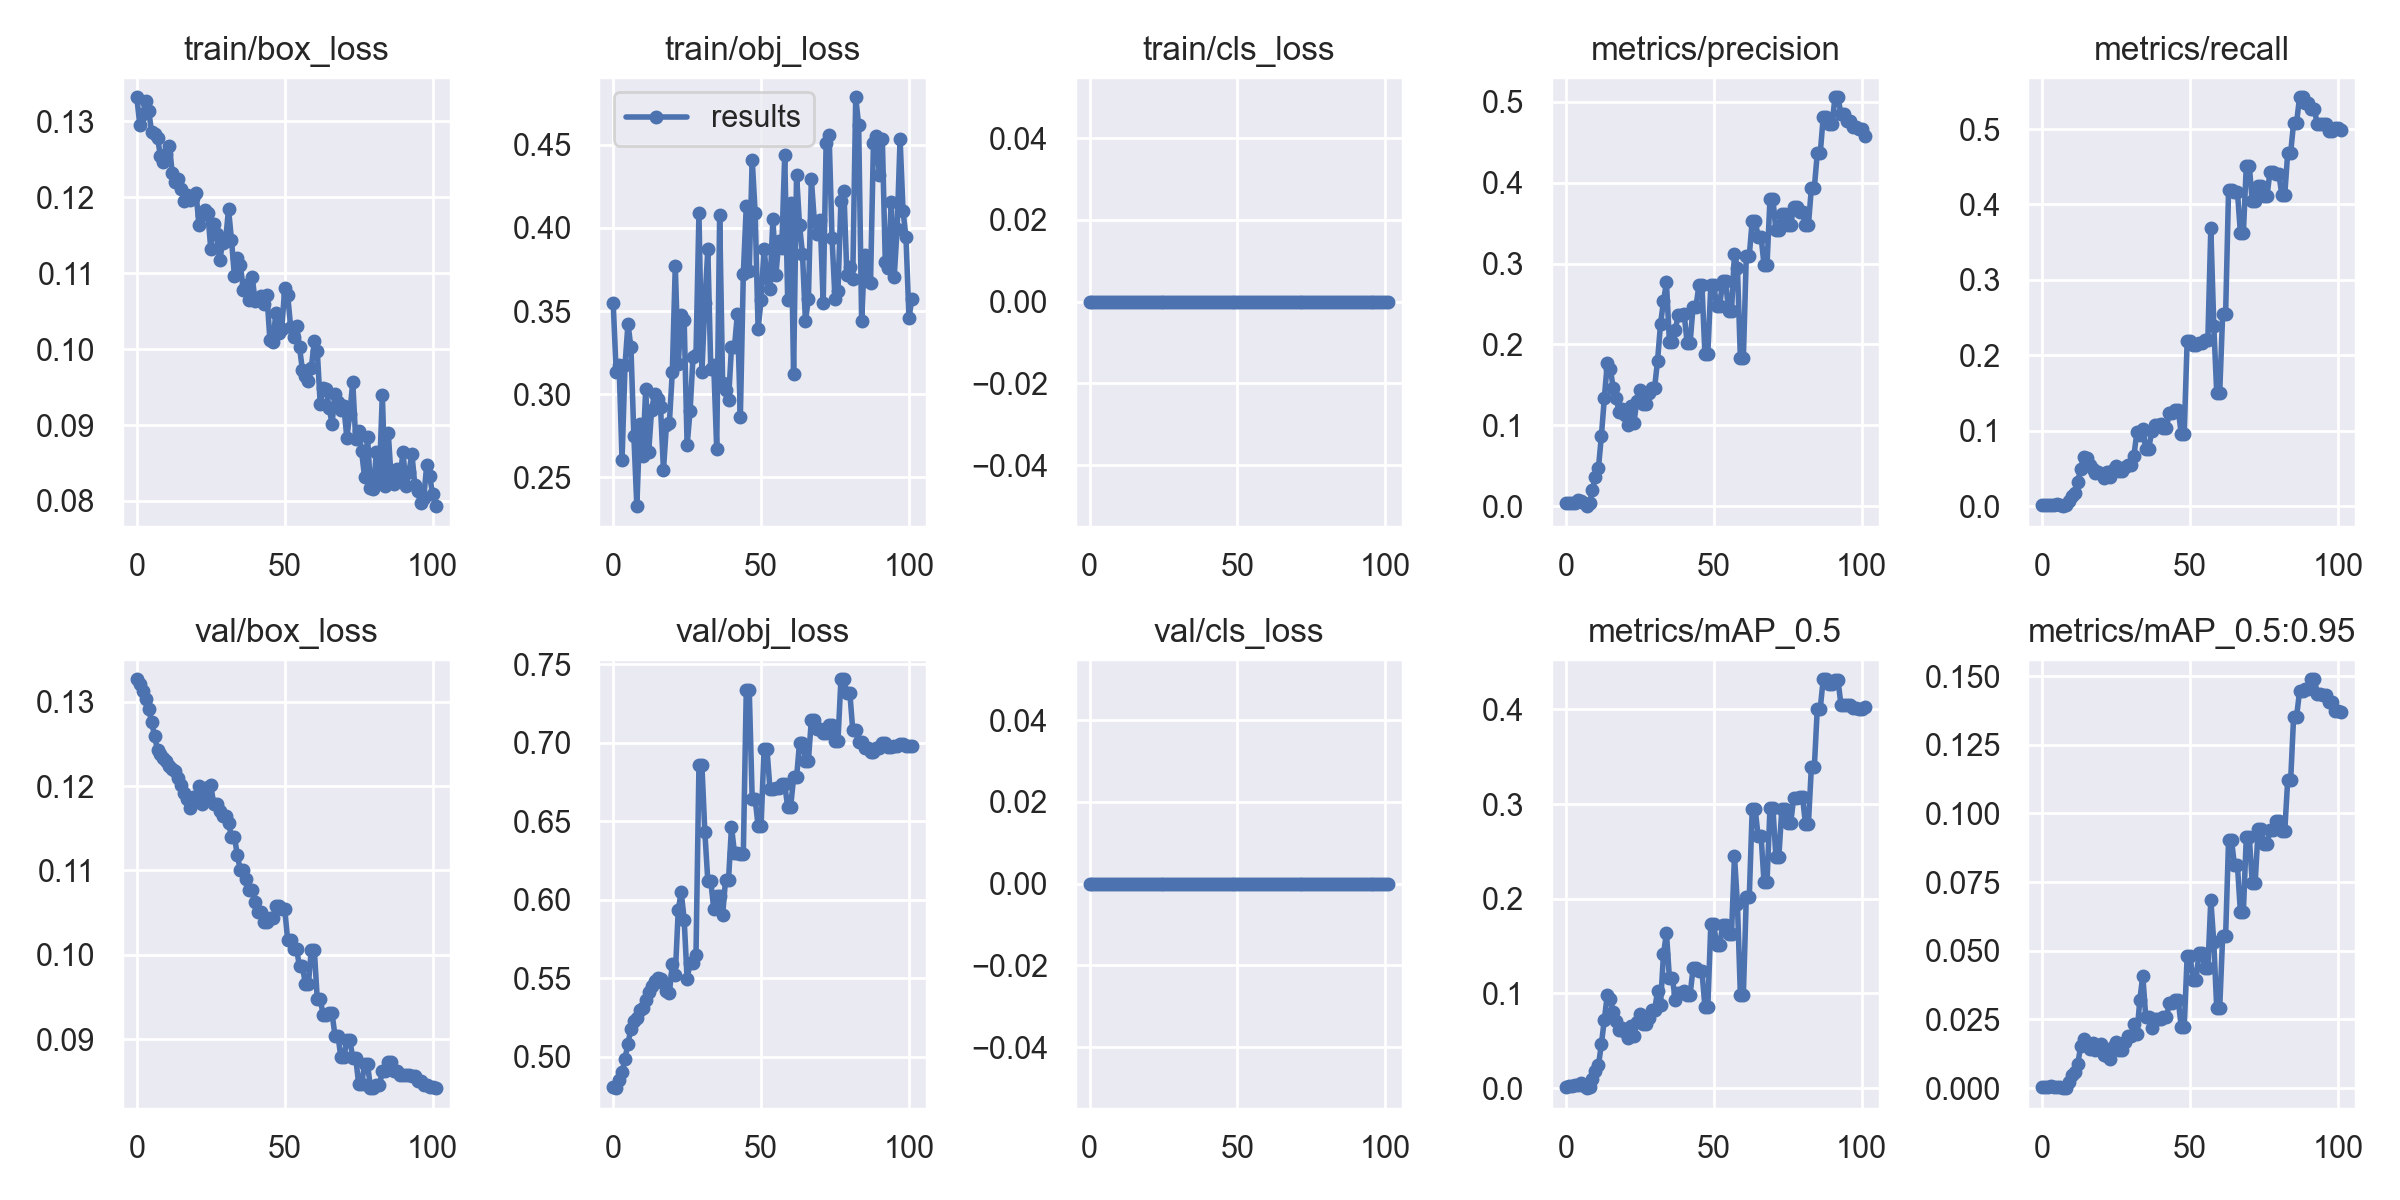 train/box_loss
0.13
0.12
0.11
0.10
0.09
0.08
0 50 100
train/obj_loss
results
0.45
0.40
0.35
0.30
0.25
0 50 100
train/cls_loss
0.04
0.02
0.00
−0.02
−0.04
0 50 100
metrics/precision
0.5
0.4
0.3
0.2
0.1
0.0
0 50 100
metrics/recall
0.5
0.4
0.3
0.2
0.1
0.0
0 50 100
val/box_loss
0.13
0.12
0.11
0.10
0.09
0 50 100
val/obj_loss
0.75
0.70
0.65
0.60
0.55
0.50
0 50 100
val/cls_loss
0.04
0.02
0.00
−0.02
−0.04
0 50 100
metrics/mAP_0.5
0.4
0.3
0.2
0.1
0.0
0 50 100
metrics/mAP_0.5:0.95
0.150
0.125
0.100
0.075
0.050
0.025
0.000
0 50 100